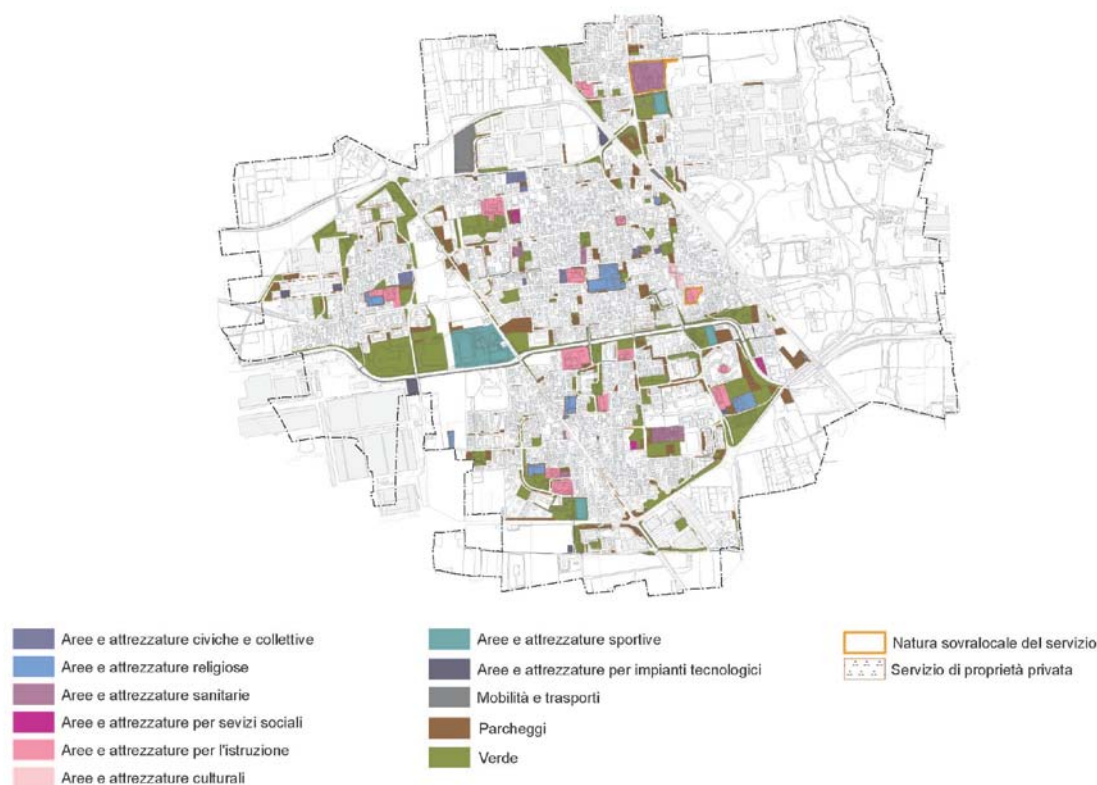 Aree e attrezzature civiche e collettive
Aree e attrezzature religiose
Aree e attrezzature sanitarie
Aree e attrezzature per sevizi sociali
Aree e attrezzature per l'istruzione
Aree e attrezzature culturali
Aree e attrezzature sportive
Aree e attrezzature per impianti tecnologici
Mobilità e trasporti
Parcheggi
Verde
Natura sovralocale del servizio
Servizio di proprietà privata